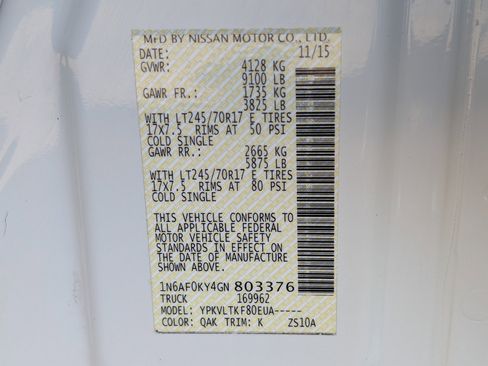 MFD BY NISSAN MOTOR CO., LTD.
DATE: 11/15
GVWR: 4128 KG
9100 LB
GAWR FR.: 1735 KG
3825 LB
WITH LT245/70R17 E TIRES
17X7.5 RIMS AT 50 PSI
COLD SINGLE
GAWR RR.: 2665 KG
5875 LB
WITH LT245/70R17 E TIRES
17X7.5 RIMS AT 80 PSI
COLD SINGLE
THIS VEHICLE CONFORMS TO
ALL APPLICABLE FEDERAL
MOTOR VEHICLE SAFETY
STANDARDS IN EFFECT ON
THE DATE OF MANUFACTURE
SHOWN ABOVE.
1N6AF0KY4GN803376
TRUCK 169962
MODEL: YPKVLTKF80EUA-----
COLOR: QAK TRIM: K ZS10A